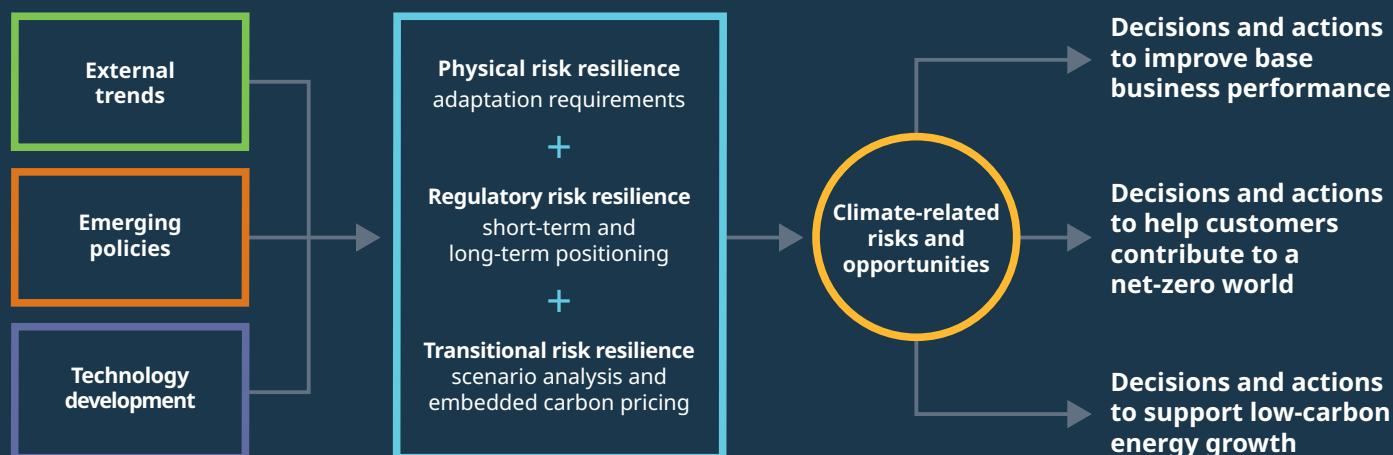 External
trends
Emerging
policies
Technology
development
Physical risk resilience
adaptation requirements
+
Regulatory risk resilience
short-term and
long-term positioning
+
Transitional risk resilience
scenario analysis and
embedded carbon pricing
Climate-related
risks and
opportunities
Decisions and actions
to improve base
business performance
Decisions and actions
to help customers
contribute to a
net-zero world
Decisions and actions
to support low-carbon
energy growth